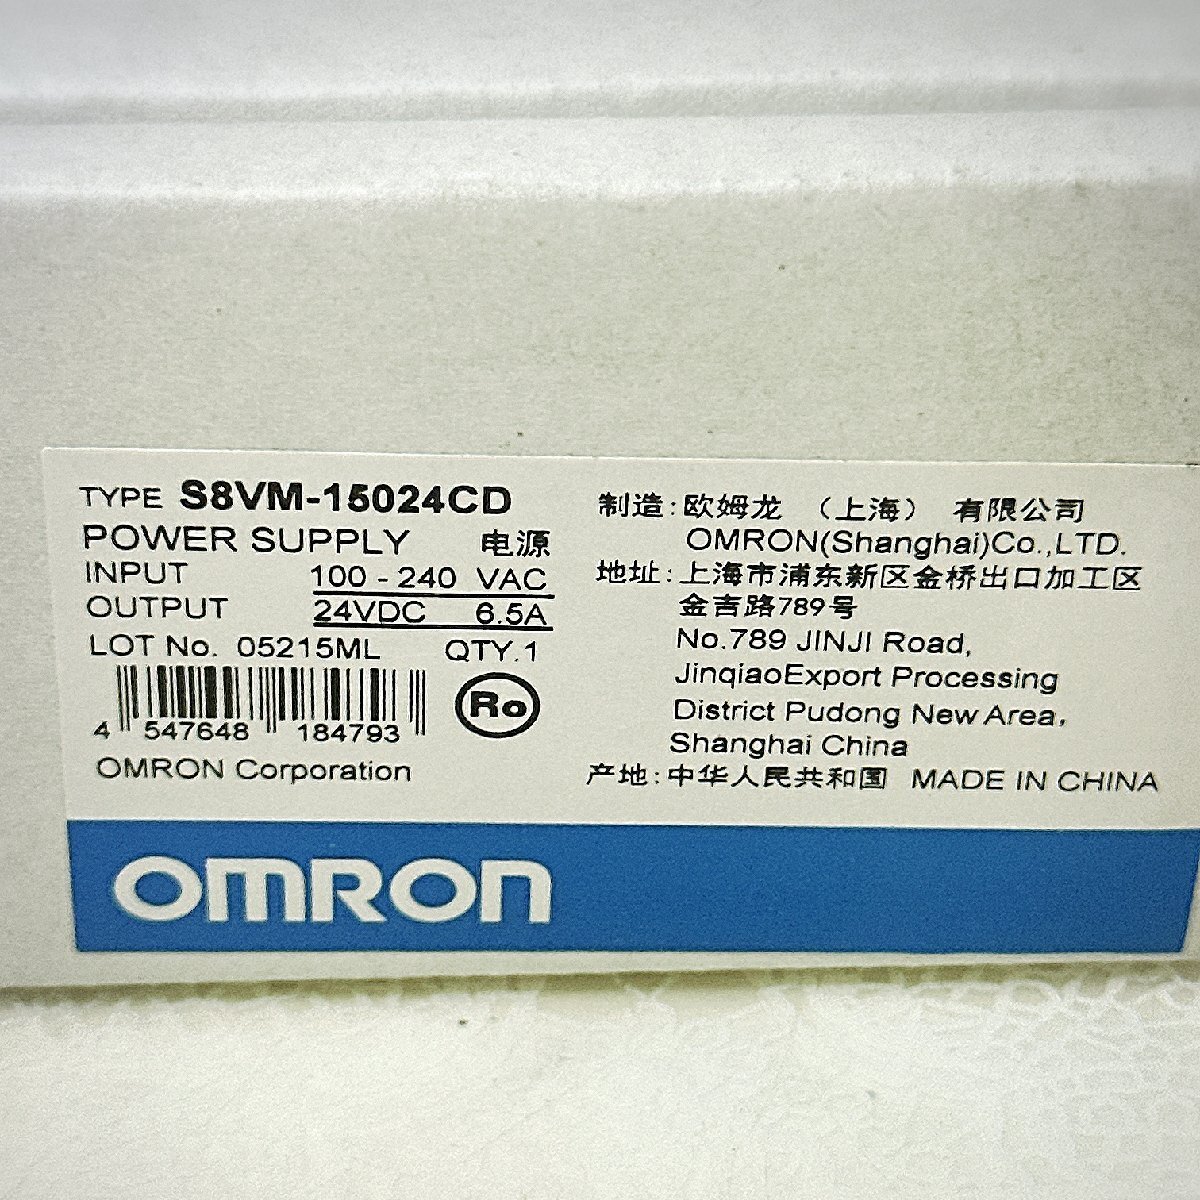 TYPE S8VM-15024CD
POWER SUPPLY 电源
INPUT 100 - 240 VAC
OUTPUT 24VDC 6.5A
LOT No. 05215ML QTY.1
4 547648 184793
Ro
OMRON Corporation
制造:欧姆龙（上海）有限公司
OMRON(Shanghai)Co.,LTD.
地址:上海市浦东新区金桥出口加工区
金吉路789号
No.789 JINJI Road,
JinqiaoExport Processing
District Pudong New Area,
Shanghai China
产地:中华人民共和国 MADE IN CHINA
OMRON